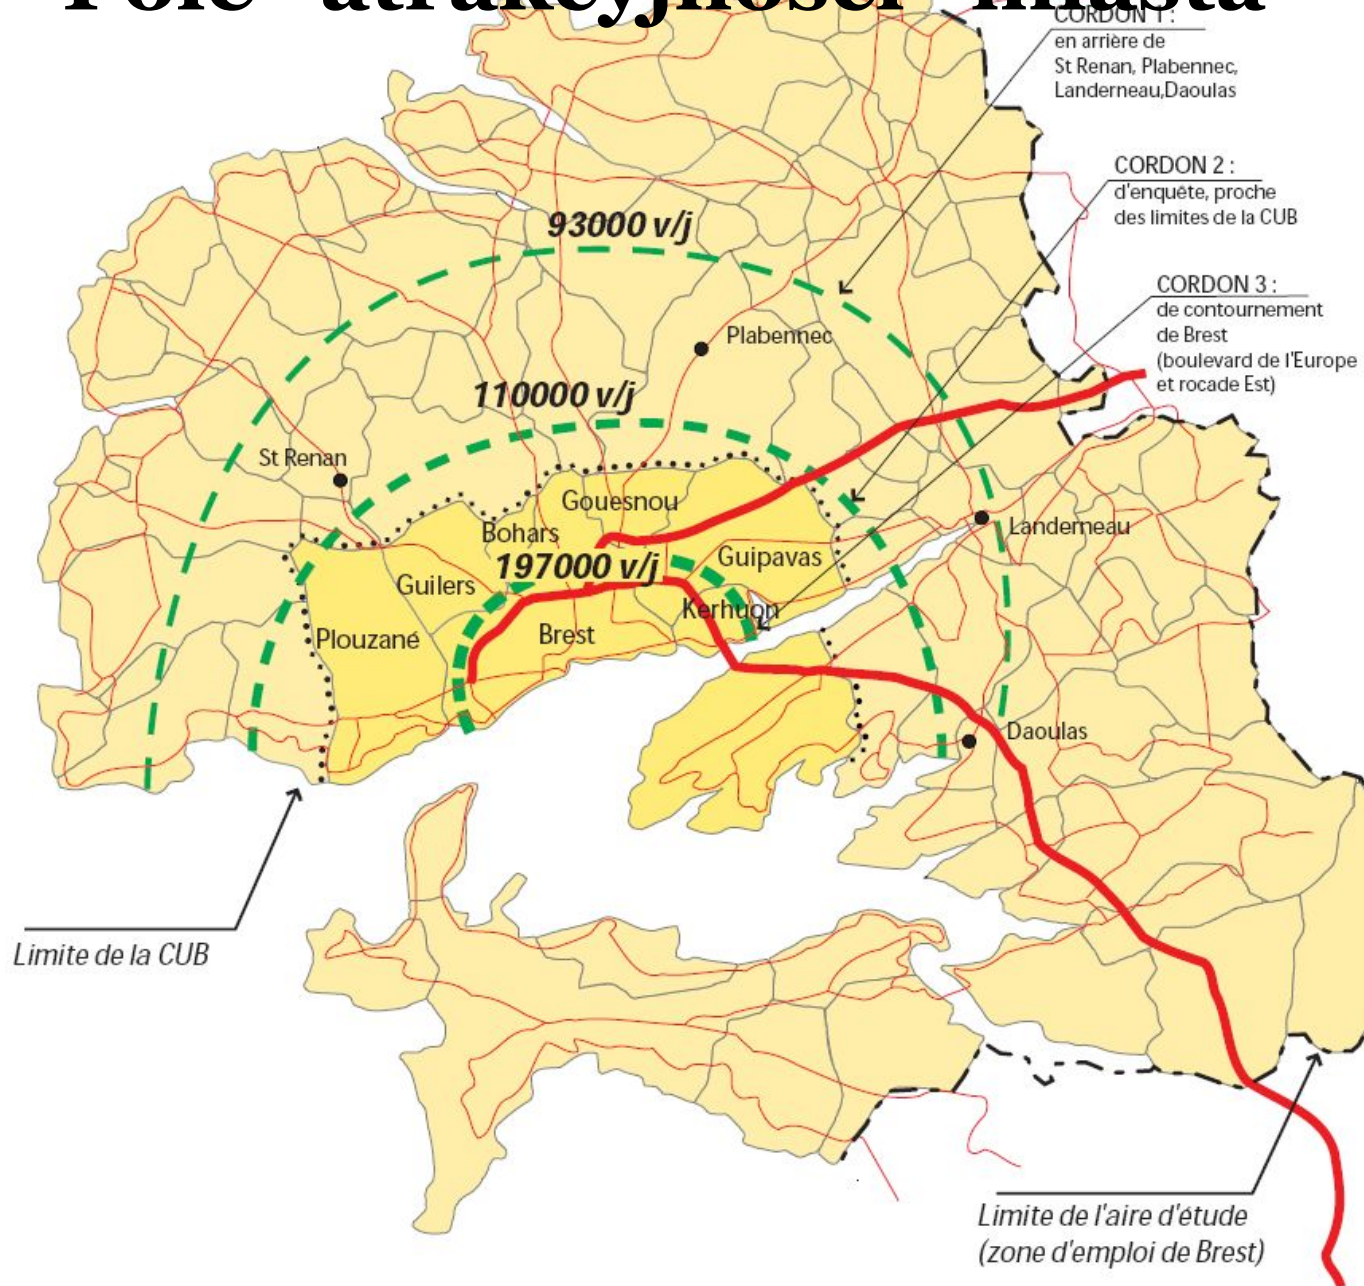 Pole "atrakcyjności" miasta
CORDON 1 :
en arrière de
St Renan, Plabennec,
Landerneau,Daoulas
CORDON 2 :
d'enquête, proche
des limites de la CUB
93000 v/j
CORDON 3 :
de contournement
de Brest
(boulevard de l'Europe
et rocade Est)
Plabennec
110000 v/j
St Renan
Gouesnou
Landerneau
Bohars
Guipavas
197000 v/j
Guilers
Kerhuon
Brest
Plouzané
Daoulas
Limite de la CUB
Limite de l'aire d'étude
(zone d'emploi de Brest)